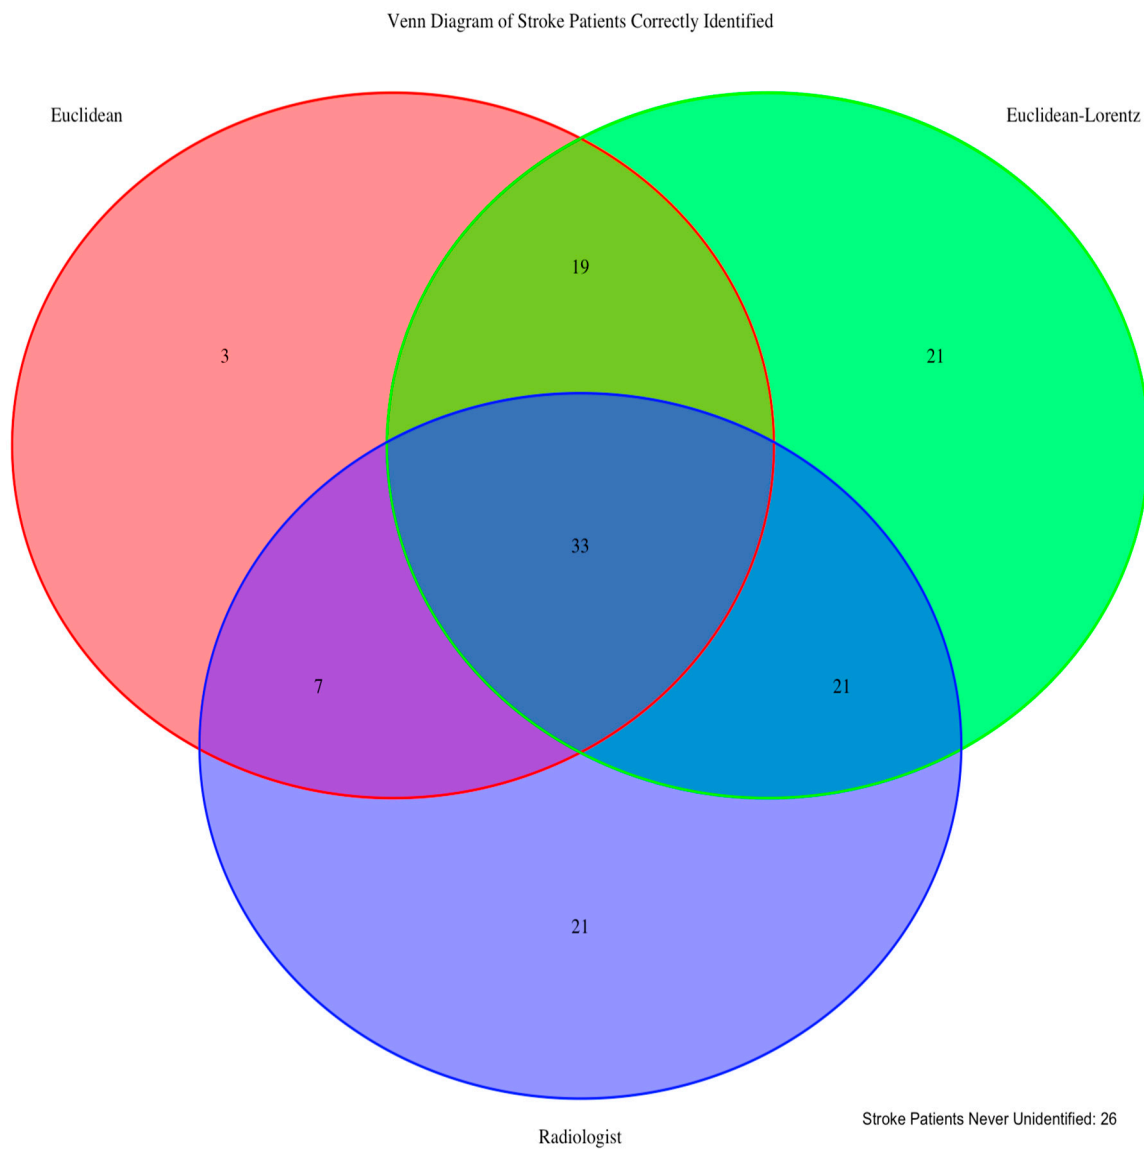 Venn Diagram of Stroke Patients Correctly Identified
Euclidean
Euclidean-Lorentz
19
3
21
33
7
21
21
Stroke Patients Never Unidentified: 26
Radiologist